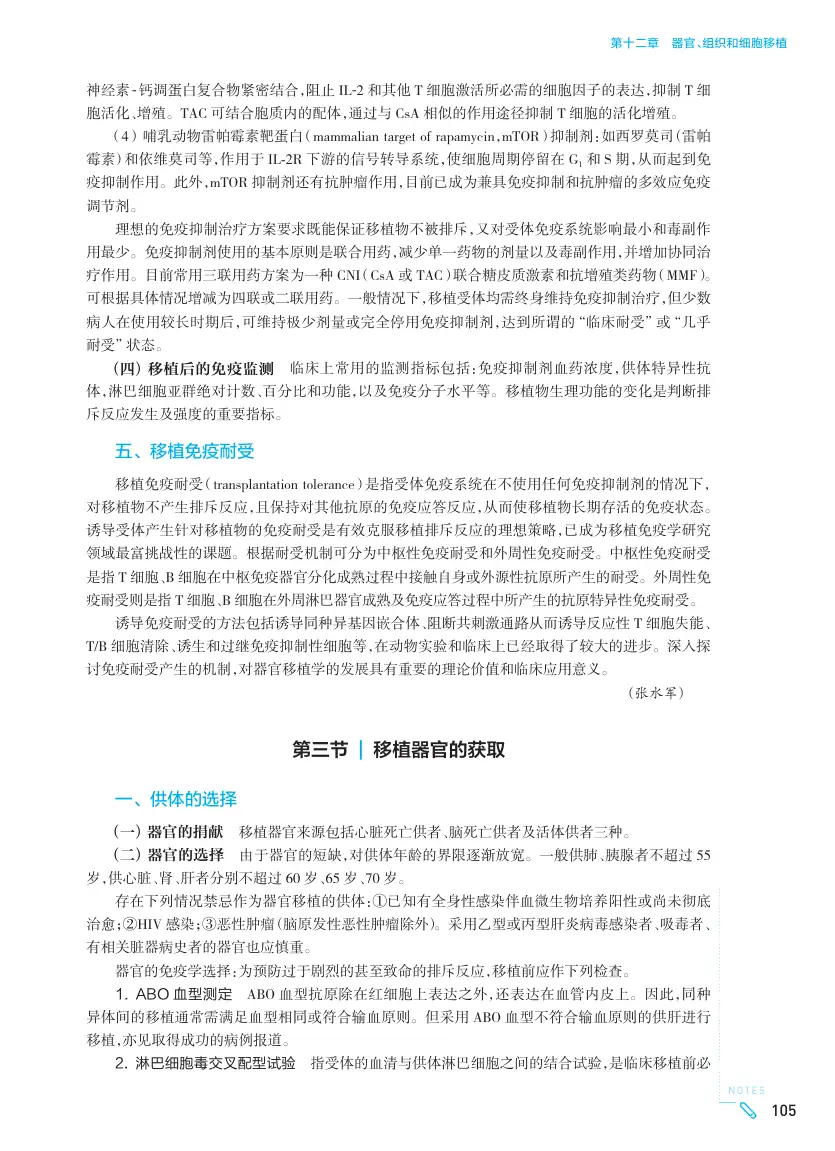 第十二章 器官、组织和细胞移植
神经素-钙调蛋白复合物紧密结合,阻止 IL-2 和其他 T 细胞激活所必需的细胞因子的表达,抑制 T 细
胞活化、增殖。TAC 可结合胞质内的配体,通过与 CsA 相似的作用途径抑制 T 细胞的活化增殖。
(4)哺乳动物雷帕霉素靶蛋白(mammalian target of rapamycin,mTOR)抑制剂:如西罗莫司(雷帕
霉素)和依维莫司等,作用于 IL-2R 下游的信号转导系统,使细胞周期停留在 G₁ 和 S 期,从而起到免
疫抑制作用。此外,mTOR 抑制剂还有抗肿瘤作用,目前已成为兼具免疫抑制和抗肿瘤的多效应免疫
调节剂。
理想的免疫抑制治疗方案要求既能保证移植物不被排斥,又对受体免疫系统影响最小和毒副作
用最少。免疫抑制剂使用的基本原则是联合用药,减少单一药物的剂量以及毒副作用,并增加协同治
疗作用。目前常用三联用药方案为一种 CNI(CsA 或 TAC)联合糖皮质激素和抗增殖类药物(MMF)。
可根据具体情况增减为四联或二联用药。一般情况下,移植受体均需终身维持免疫抑制治疗,但少数
病人在使用较长时期后,可维持极少剂量或完全停用免疫抑制剂,达到所谓的“临床耐受”或“几乎
耐受”状态。
(四)移植后的免疫监测 临床上常用的监测指标包括:免疫抑制剂血药浓度,供体特异性抗
体,淋巴细胞亚群绝对计数、百分比和功能,以及免疫分子水平等。移植物生理功能的变化是判断排
斥反应发生及强度的重要指标。
五、移植免疫耐受
移植免疫耐受(transplantation tolerance)是指受体免疫系统在不使用任何免疫抑制剂的情况下,
对移植物不产生排斥反应,且保持对其他抗原的免疫应答反应,从而使移植物长期存活的免疫状态。
诱导受体产生针对移植物的免疫耐受是有效克服移植排斥反应的理想策略,已成为移植免疫学研究
领域最富挑战性的课题。根据耐受机制可分为中枢性免疫耐受和外周性免疫耐受。中枢性免疫耐受
是指 T 细胞、B 细胞在中枢免疫器官分化成熟过程中接触自身或外源性抗原所产生的耐受。外周性免
疫耐受则是指 T 细胞、B 细胞在外周淋巴器官成熟及免疫应答过程中所产生的抗原特异性免疫耐受。
诱导免疫耐受的方法包括诱导同种异基因嵌合体、阻断共刺激通路从而诱导反应性 T 细胞失能、
T/B 细胞清除、诱生和过继免疫抑制性细胞等,在动物实验和临床上已经取得了较大的进步。深入探
讨免疫耐受产生的机制,对器官移植学的发展具有重要的理论价值和临床应用意义。
(张水军)
第三节 | 移植器官的获取
一、供体的选择
(一)器官的捐献 移植器官来源包括心脏死亡供者、脑死亡供者及活体供者三种。
(二)器官的选择 由于器官的短缺,对供体年龄的界限逐渐放宽。一般供肺、胰腺者不超过 55
岁,供心脏、肾、肝者分别不超过 60 岁、65 岁、70 岁。
存在下列情况禁忌作为器官移植的供体:①已知有全身性感染伴血微生物培养阳性或尚未彻底
治愈;②HIV 感染;③恶性肿瘤(脑原发性恶性肿瘤除外)。采用乙型或丙型肝炎病毒感染者、吸毒者、
有相关脏器病史者的器官也应慎重。
器官的免疫学选择:为预防过于剧烈的甚至致命的排斥反应,移植前应作下列检查。
1. ABO 血型测定 ABO 血型抗原除在红细胞上表达之外,还表达在血管内皮上。因此,同种
异体间的移植通常需满足血型相同或符合输血原则。但采用 ABO 血型不符合输血原则的供肝进行
移植,亦见取得成功的病例报道。
2. 淋巴细胞毒交叉配型试验 指受体的血清与供体淋巴细胞之间的结合试验,是临床移植前必
NOTES
105